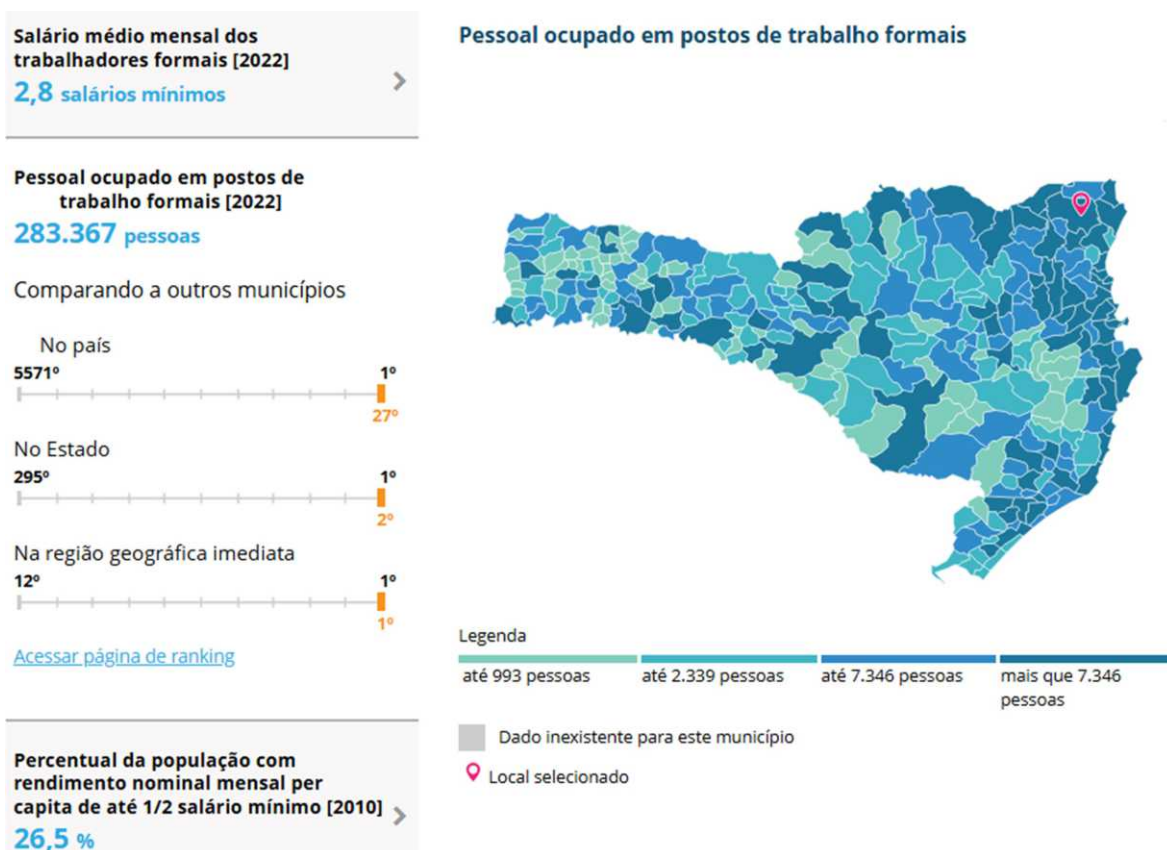 Salário médio mensal dos
trabalhadores formais [2022]
2,8 salários mínimos
Pessoal ocupado em postos de
trabalho formais [2022]
283.367 pessoas
Comparando a outros municípios
No país
5571º 1º
27º
No Estado
295º 1º
2º
Na região geográfica imediata
12º 1º
1º
Acessar página de ranking
Percentual da população com
rendimento nominal mensal per
capita de até 1/2 salário mínimo [2010]
26,5 %
Pessoal ocupado em postos de trabalho formais
Legenda
até 993 pessoas até 2.339 pessoas até 7.346 pessoas mais que 7.346
pessoas
Dado inexistente para este município
Local selecionado